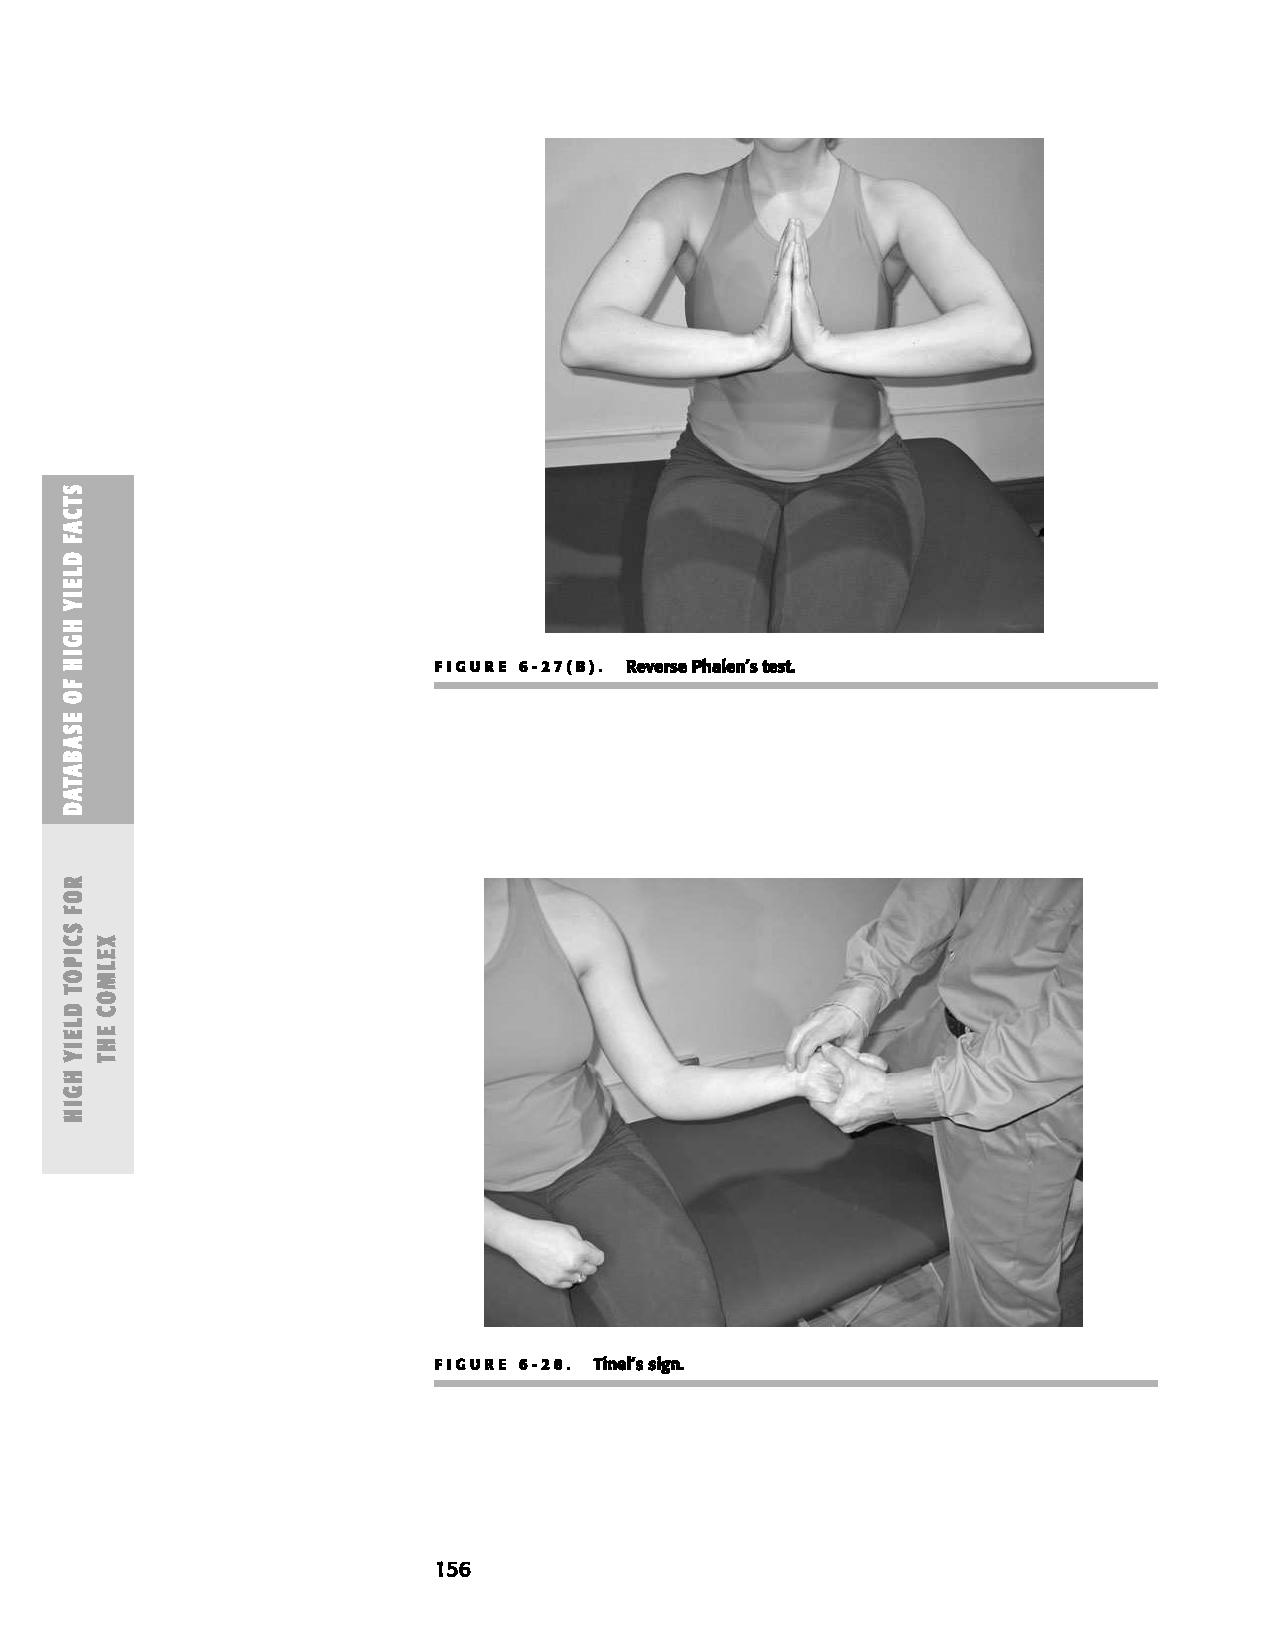 DATABASE OF HIGH YIELD FACTS
HIGH YIELD TOPICS FOR
THE COMLEX
FIGURE 6-27(B). Reverse Phalen's test.
FIGURE 6-28. Tinel's sign.
156